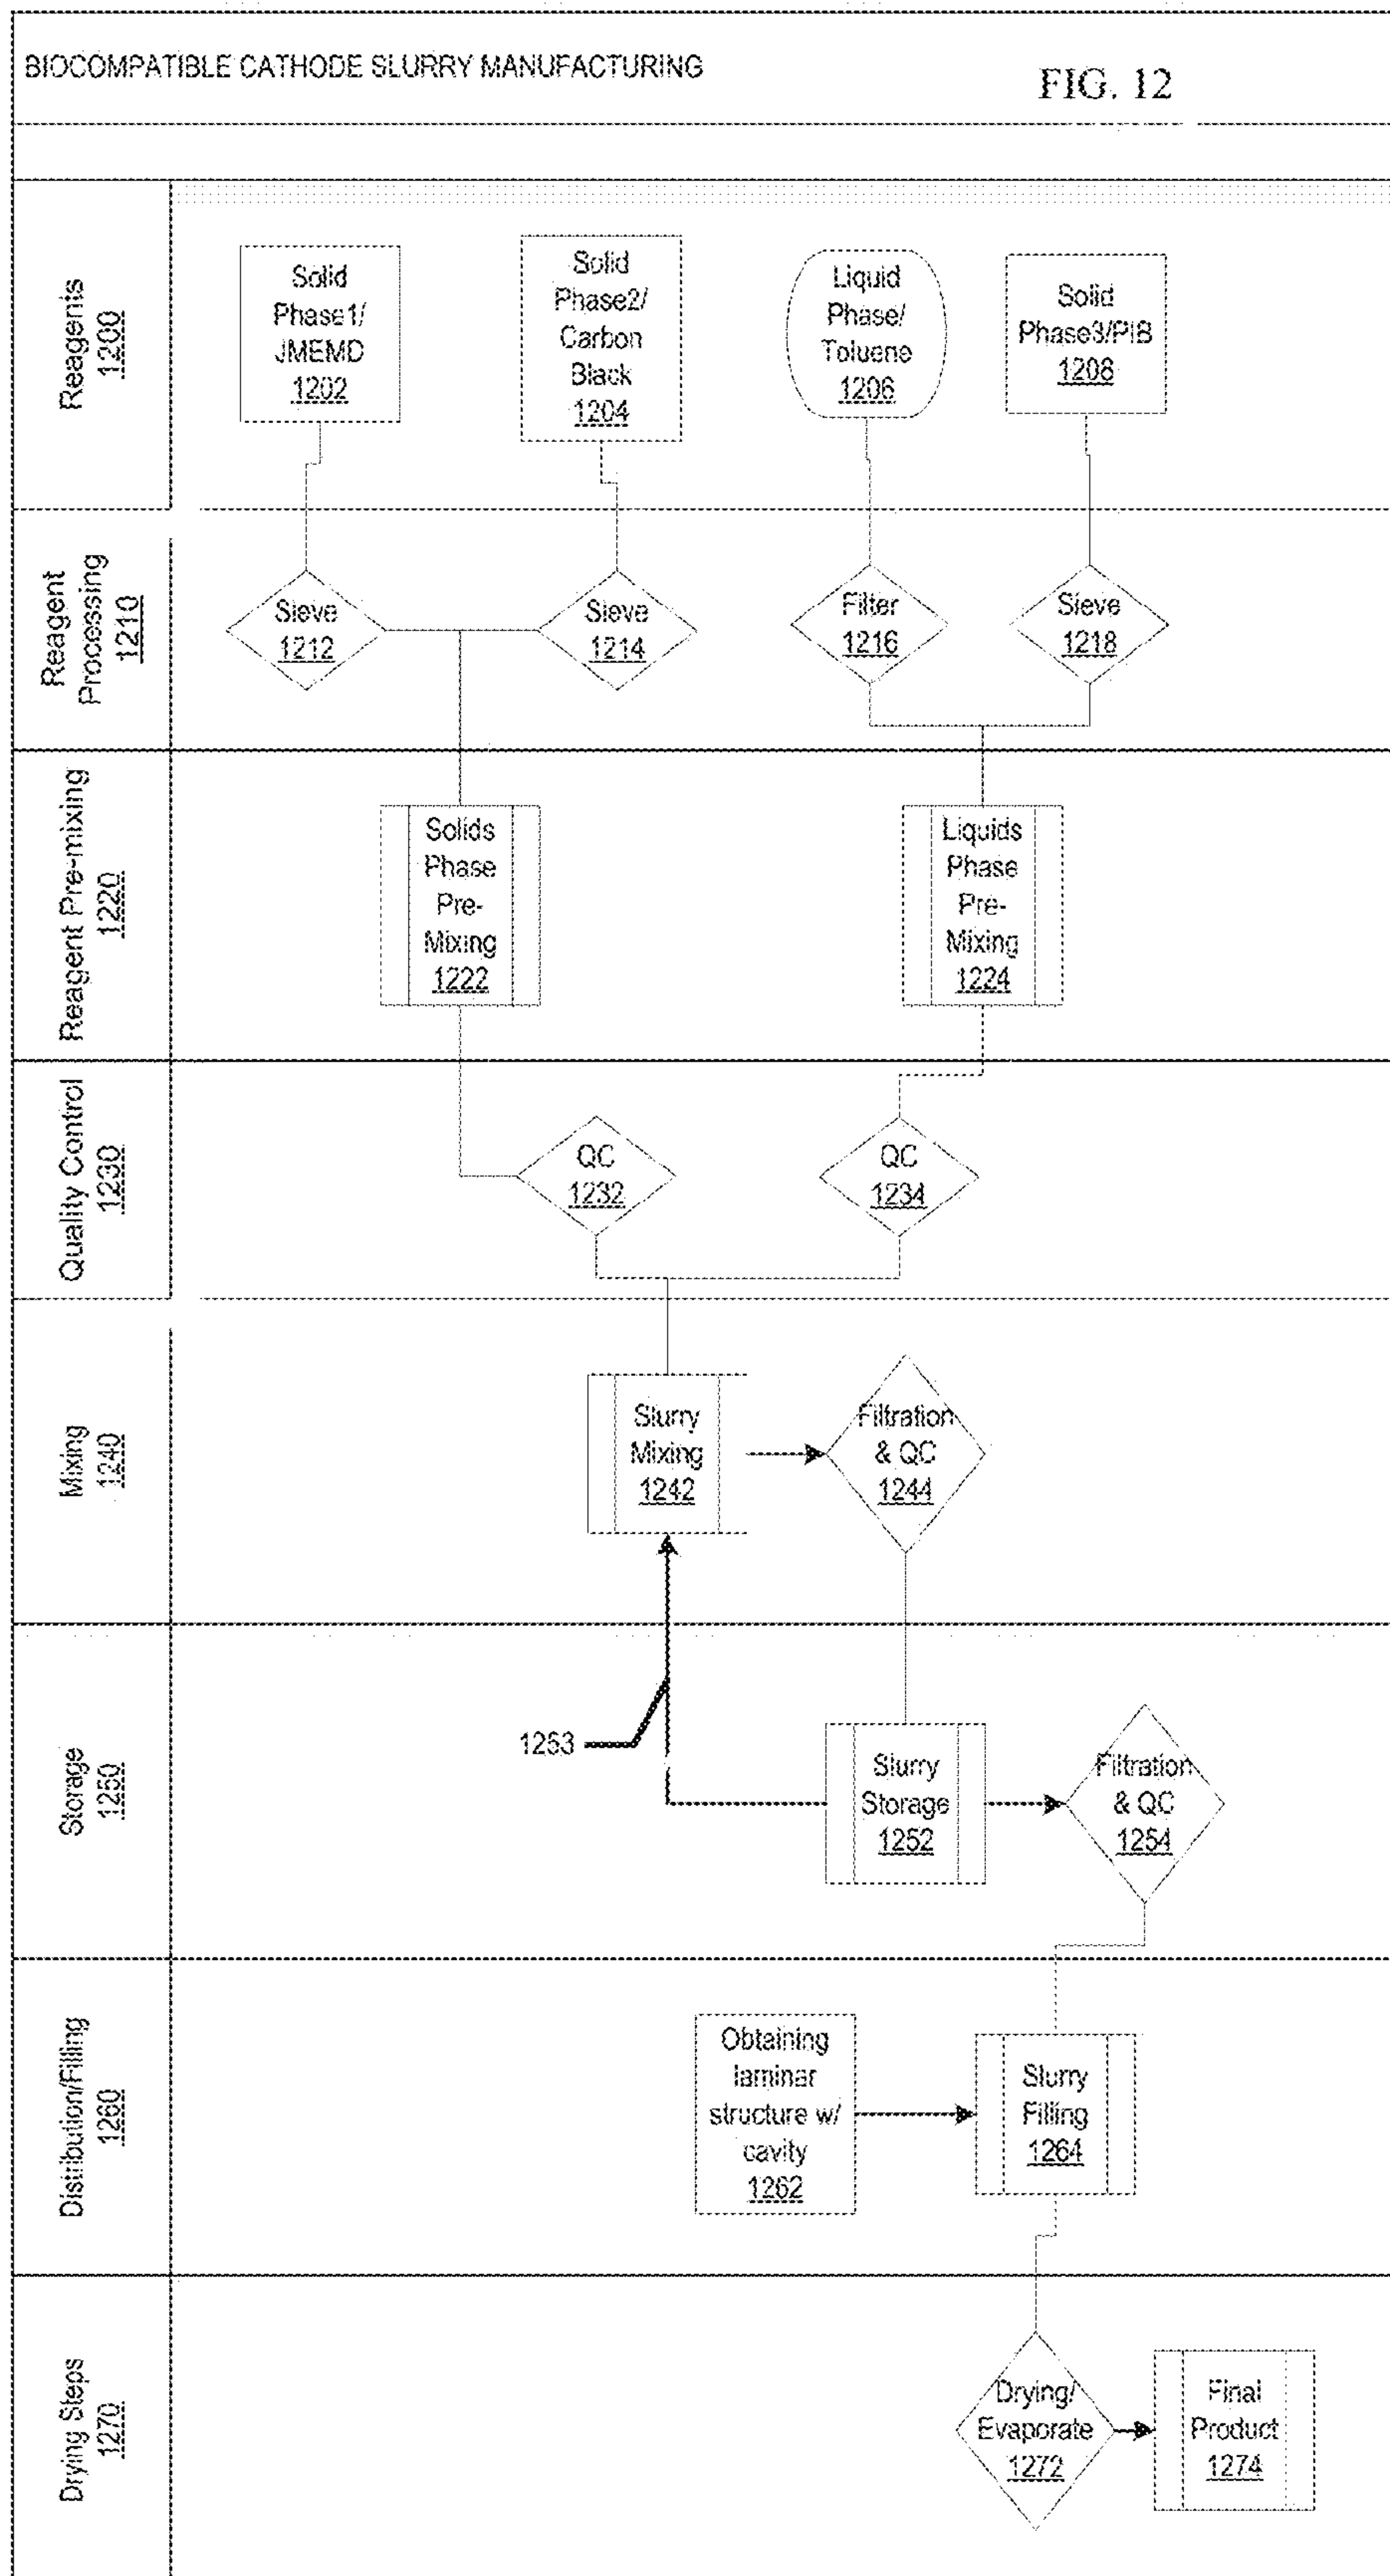 BIOCOMPATIBLE CATHODE SLURRY MANUFACTURING
FIG. 12
Reagents
1200
Solid
Phase1/
JMEMD
1202
Solid
Phase2/
Carbon
Black
1204
Liquid
Phase/
Toluene
1206
Solid
Phase3/PIB
1208
Reagent
Processing
1210
Sieve
1212
Sieve
1214
Filter
1216
Sieve
1218
Reagent Pre-mixing
1220
Solids
Phase
Pre-
Mixing
1222
Liquids
Phase
Pre-
Mixing
1224
Quality Control
1230
QC
1232
QC
1234
Mixing
1240
Slurry
Mixing
1242
Filtration
& QC
1244
Storage
1250
1253
Slurry
Storage
1252
Filtration
& QC
1254
Distribution/Filling
1260
Obtaining
laminar
structure w/
cavity
1262
Slurry
Filling
1264
Drying Steps
1270
Drying/
Evaporate
1272
Final
Product
1274